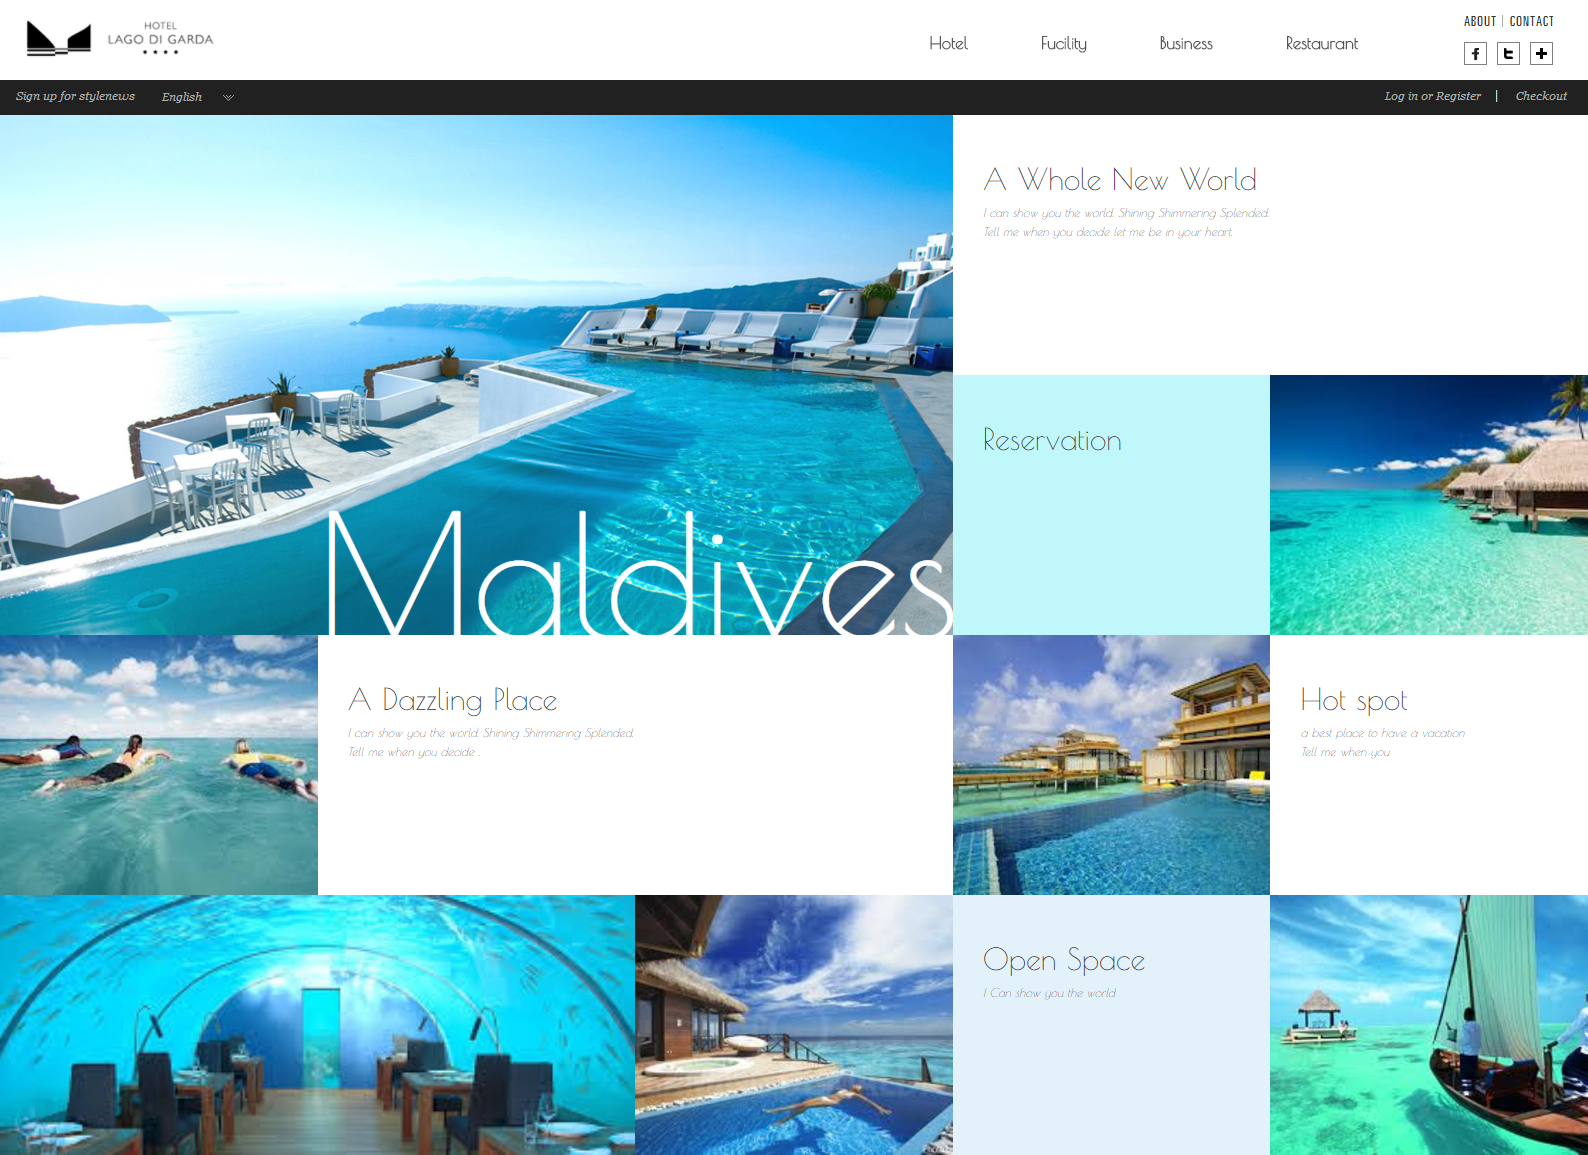 HOTEL
LAGO DI GARDA
Hotel
Fucility
Business
Restaurant
ABOUT | CONTACT
Sign up for stylenews
English
Log in or Register | Checkout
A Whole New World
I can show you the world. Shining Shimmering Splended.
Tell me when you decide let me be in your heart.
Reservation
Maldives
A Dazzling Place
I can show you the world. Shining Shimmering Splended.
Tell me when you decide .
Hot spot
a best place to have a vacation
Tell me when you
Open Space
I Can show you the world